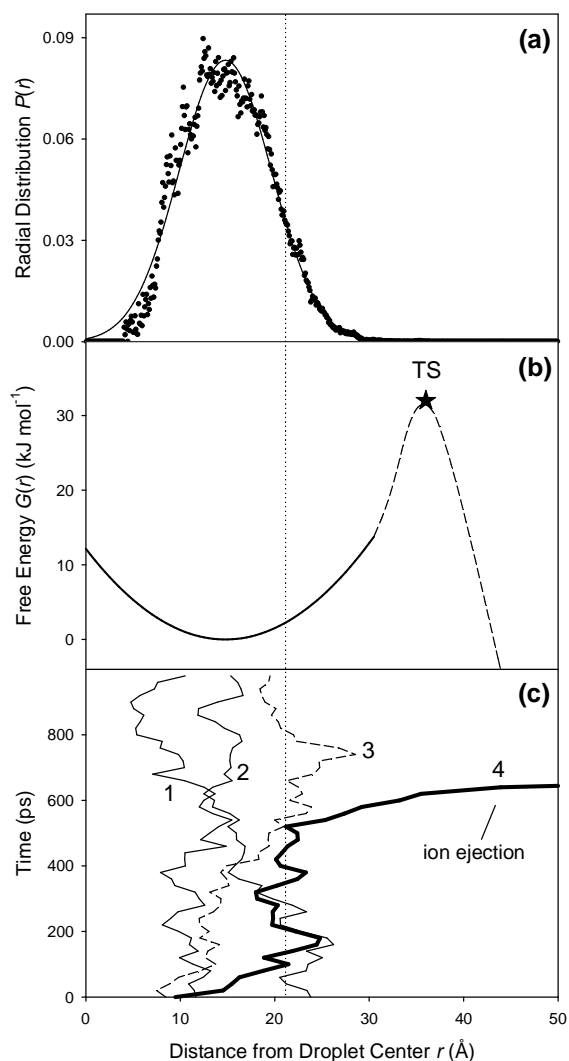 (a)
Radial Distribution P(r)
0.09
0.06
0.03
0.00
(b)
TS
Free Energy G(r) (kJ mol⁻¹)
30
20
10
0
(c)
Time (ps)
800
600
400
200
0
1
2
3
4
ion ejection
0 10 20 30 40 50
Distance from Droplet Center r (Å)